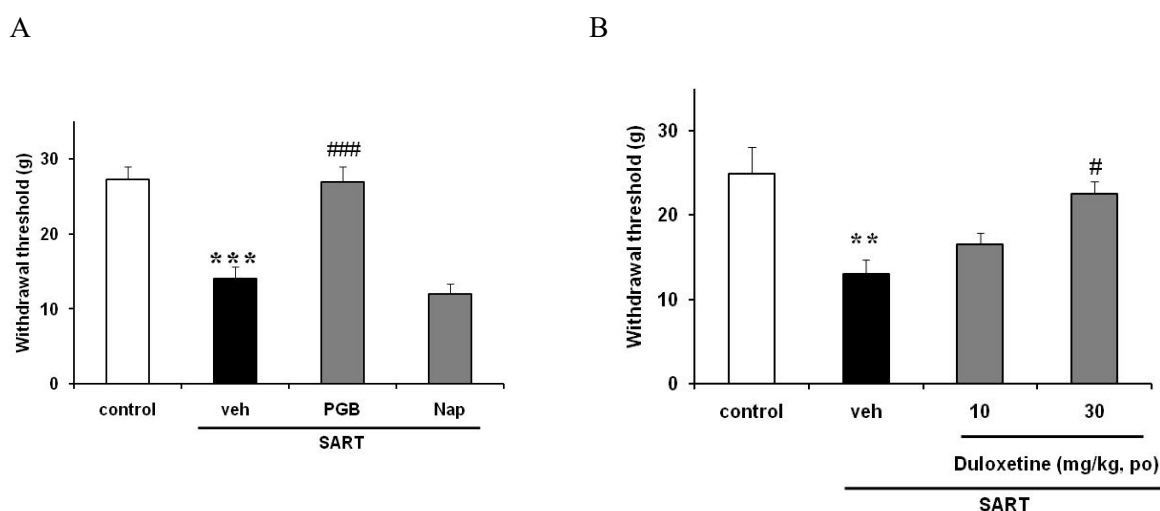 A
Withdrawal threshold (g)
30
20
10
0
***
###
control veh PGB Nap
SART
B
Withdrawal threshold (g)
30
20
10
0
**
#
control veh 10 30
Duloxetine (mg/kg, po)
SART